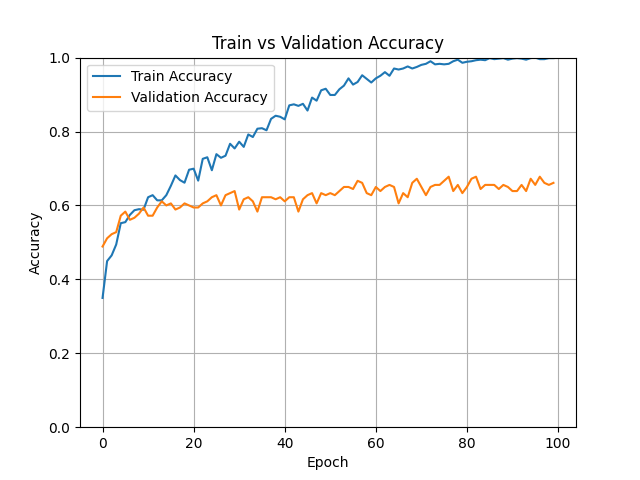 Train vs Validation Accuracy
1.0
Train Accuracy
Validation Accuracy
0.8
0.6
Accuracy
0.4
0.2
0.0
0 20 40 60 80 100
Epoch